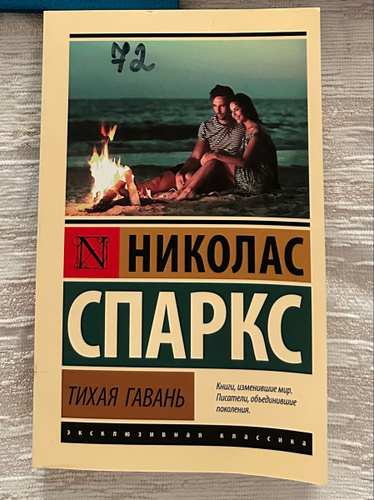 72
N
НИКОЛАС
СПАРКС
ТИХАЯ ГАВАНЬ
Книги, изменившие мир.
Писатели, объединившие
поколения.
эксклюзивная классика